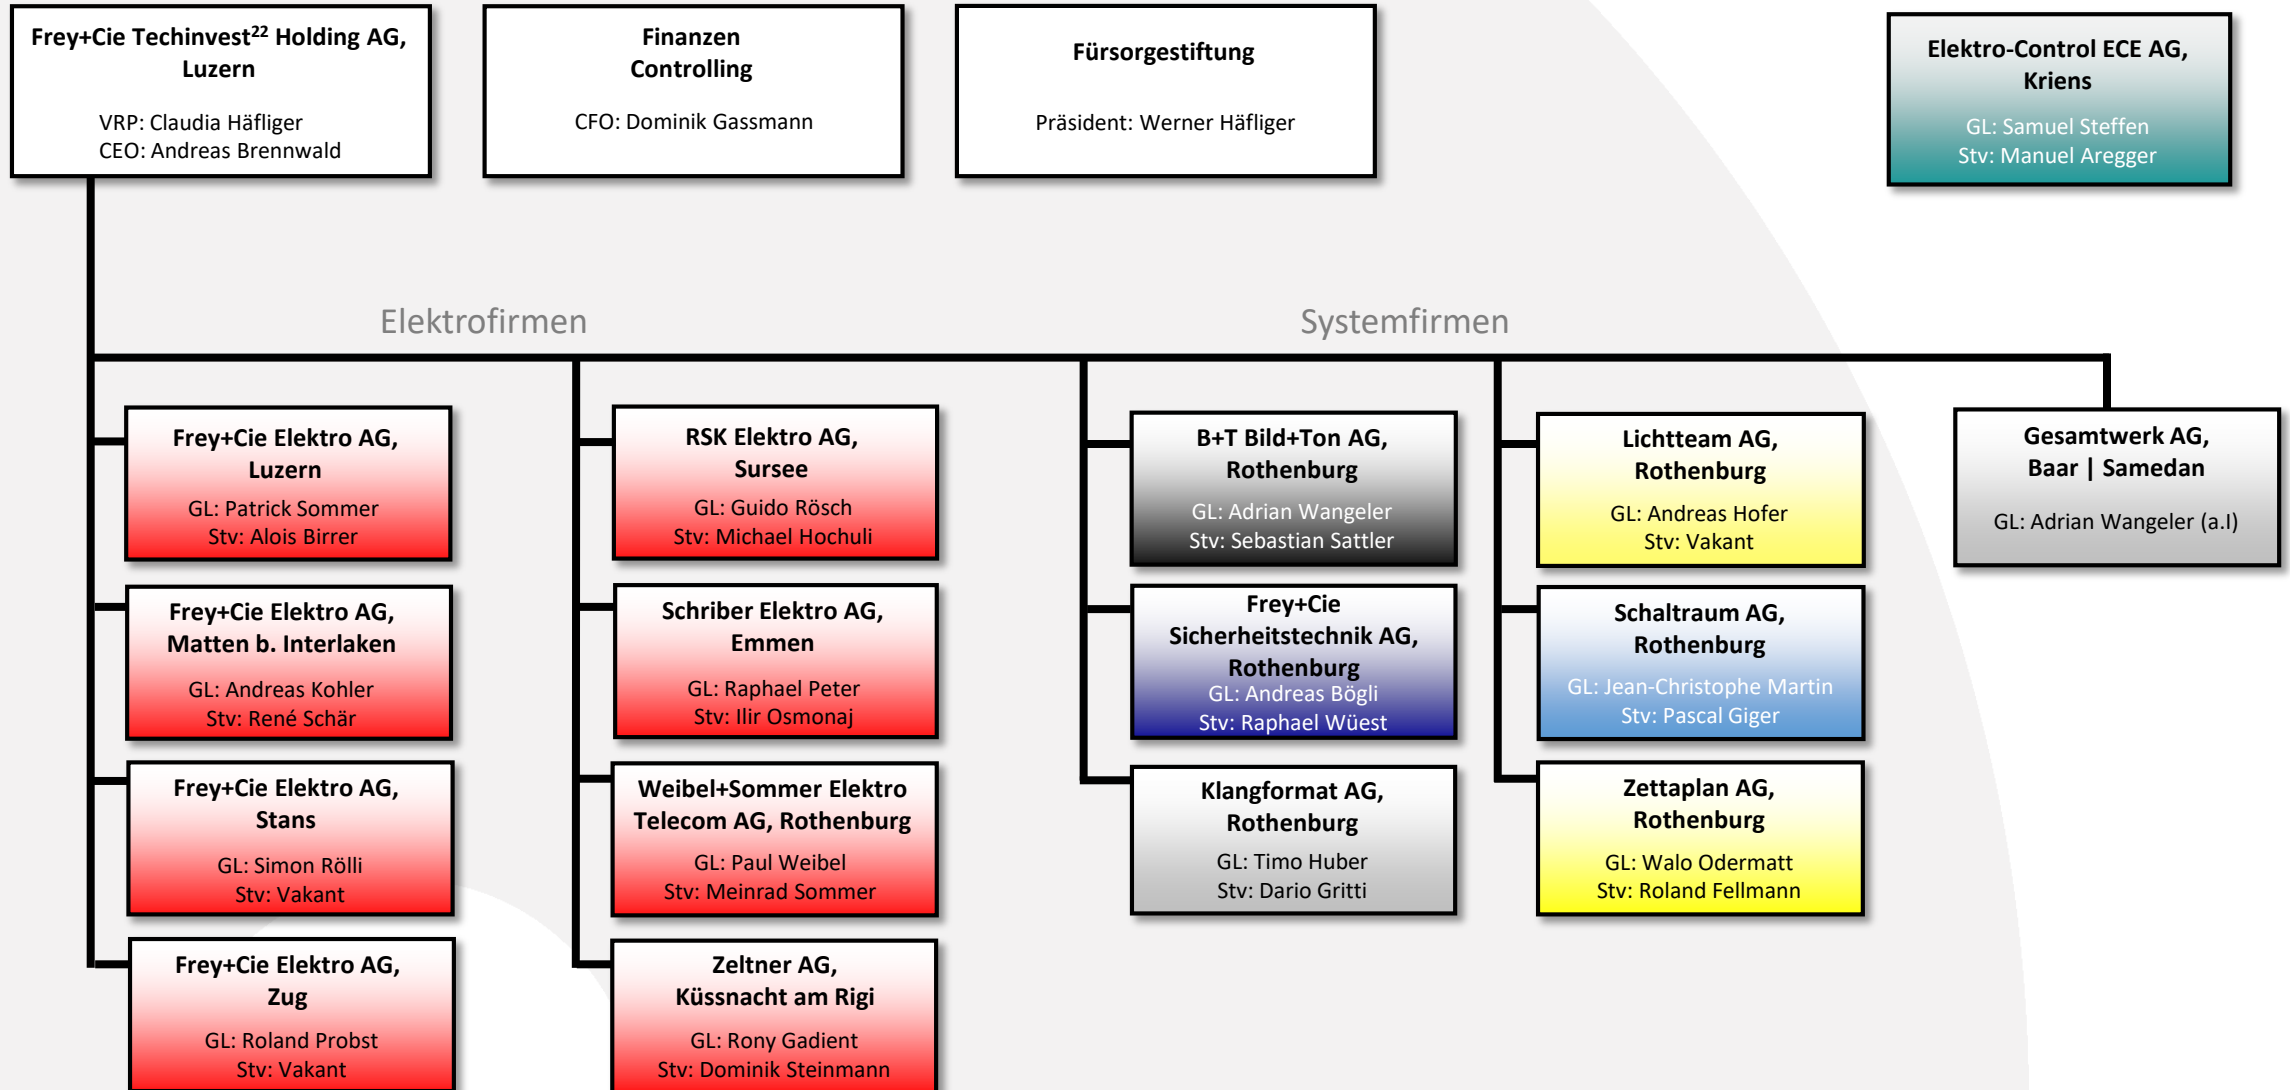 Frey+Cie Techinvest²² Holding AG,
Luzern
VRP: Claudia Häfliger
CEO: Andreas Brennwald
Finanzen
Controlling
CFO: Dominik Gassmann
Fürsorgestiftung
Präsident: Werner Häfliger
Elektro-Control ECE AG,
Kriens
GL: Samuel Steffen
Stv: Manuel Aregger
Elektrofirmen
Systemfirmen
Frey+Cie Elektro AG,
Luzern
GL: Patrick Sommer
Stv: Alois Birrer
Frey+Cie Elektro AG,
Matten b. Interlaken
GL: Andreas Kohler
Stv: René Schär
Frey+Cie Elektro AG,
Stans
GL: Simon Rölli
Stv: Vakant
Frey+Cie Elektro AG,
Zug
GL: Roland Probst
Stv: Vakant
RSK Elektro AG,
Sursee
GL: Guido Rösch
Stv: Michael Hochuli
Schriber Elektro AG,
Emmen
GL: Raphael Peter
Stv: Ilir Osmonaj
Weibel+Sommer Elektro
Telecom AG, Rothenburg
GL: Paul Weibel
Stv: Meinrad Sommer
Zeltner AG,
Küssnacht am Rigi
GL: Rony Gadient
Stv: Dominik Steinmann
B+T Bild+Ton AG,
Rothenburg
GL: Adrian Wangeler
Stv: Sebastian Sattler
Frey+Cie
Sicherheitstechnik AG,
Rothenburg
GL: Andreas Bögli
Stv: Raphael Wüest
Klangformat AG,
Rothenburg
GL: Timo Huber
Stv: Dario Gritti
Lichtteam AG,
Rothenburg
GL: Andreas Hofer
Stv: Vakant
Schaltraum AG,
Rothenburg
GL: Jean-Christophe Martin
Stv: Pascal Giger
Zettaplan AG,
Rothenburg
GL: Walo Odermatt
Stv: Roland Fellmann
Gesamtwerk AG,
Baar | Samedan
GL: Adrian Wangeler (a.I)